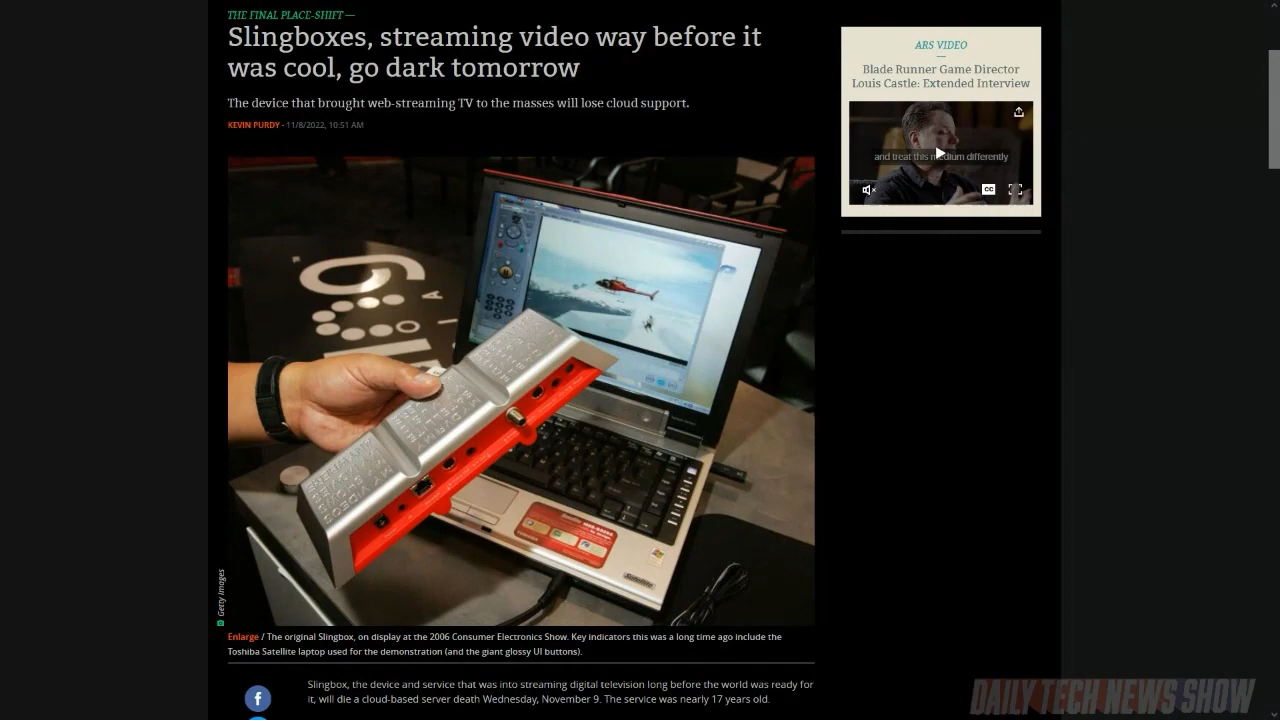 THE FINAL PLACE-SHIFT —
Slingboxes, streaming video way before it
was cool, go dark tomorrow
The device that brought web-streaming TV to the masses will lose cloud support.
KEVIN PURDY - 11/8/2022, 10:51 AM
ARS VIDEO
Blade Runner Game Director
Louis Castle: Extended Interview
and treat this medium differently
CC
Getty Images
Enlarge / The original Slingbox, on display at the 2006 Consumer Electronics Show. Key indicators this was a long time ago include the
Toshiba Satellite laptop used for the demonstration (and the giant glossy UI buttons).
Slingbox, the device and service that was into streaming digital television long before the world was ready for
it, will die a cloud-based server death Wednesday, November 9. The service was nearly 17 years old.
f
DAILY TECH NEWS SHOW